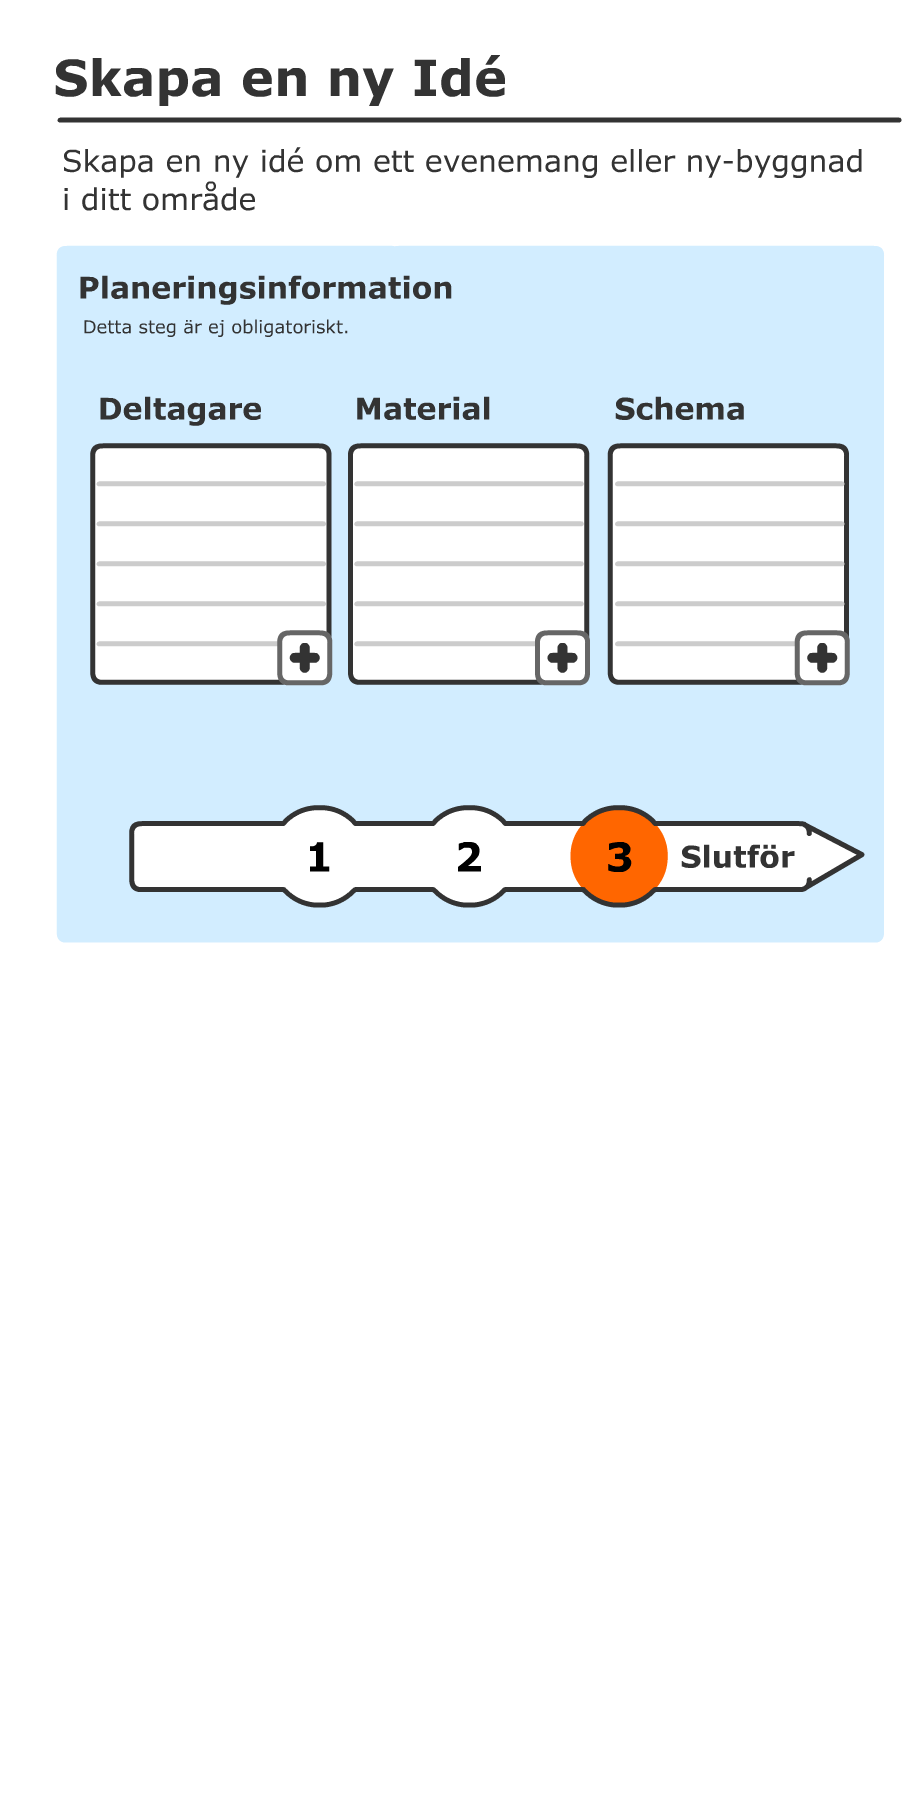 Skapa en ny Idé
Skapa en ny idé om ett evenemang eller ny-byggnad
i ditt område
Planeringsinformation
Detta steg är ej obligatoriskt.
Deltagare Material Schema
1 2 3 Slutför